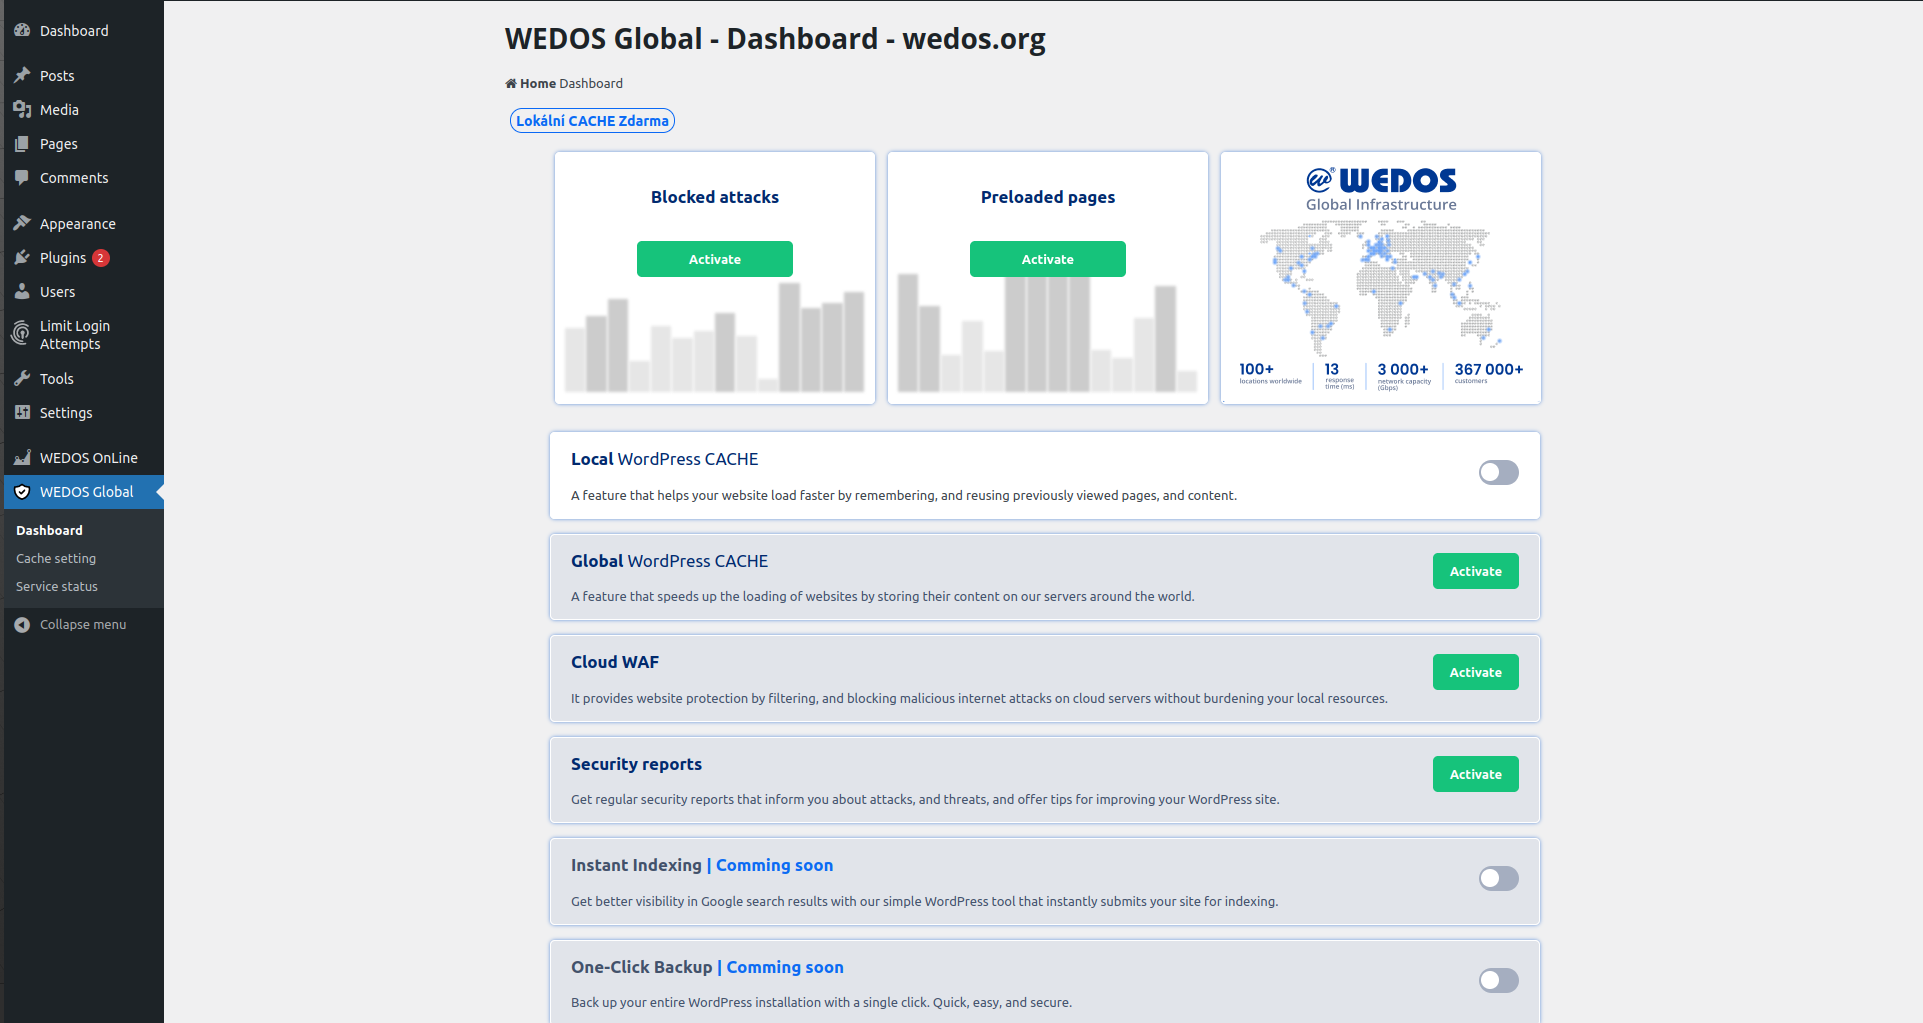 Dashboard
Posts
Media
Pages
Comments
Appearance
Plugins 2
Users
Limit Login
Attempts
Tools
Settings
WEDOS OnLine
WEDOS Global
Dashboard
Cache setting
Service status
Collapse menu
WEDOS Global - Dashboard - wedos.org
Home Dashboard
Lokální CACHE Zdarma
Blocked attacks
Activate
Preloaded pages
Activate
WEDOS
Global Infrastructure
100+
locations worldwide
13
response
time (ms)
3 000+
network capacity
(Gbps)
367 000+
customers
Local WordPress CACHE
A feature that helps your website load faster by remembering, and reusing previously viewed pages, and content.
Global WordPress CACHE
A feature that speeds up the loading of websites by storing their content on our servers around the world.
Activate
Cloud WAF
It provides website protection by filtering, and blocking malicious internet attacks on cloud servers without burdening your local resources.
Activate
Security reports
Get regular security reports that inform you about attacks, and threats, and offer tips for improving your WordPress site.
Activate
Instant Indexing | Comming soon
Get better visibility in Google search results with our simple WordPress tool that instantly submits your site for indexing.
One-Click Backup | Comming soon
Back up your entire WordPress installation with a single click. Quick, easy, and secure.